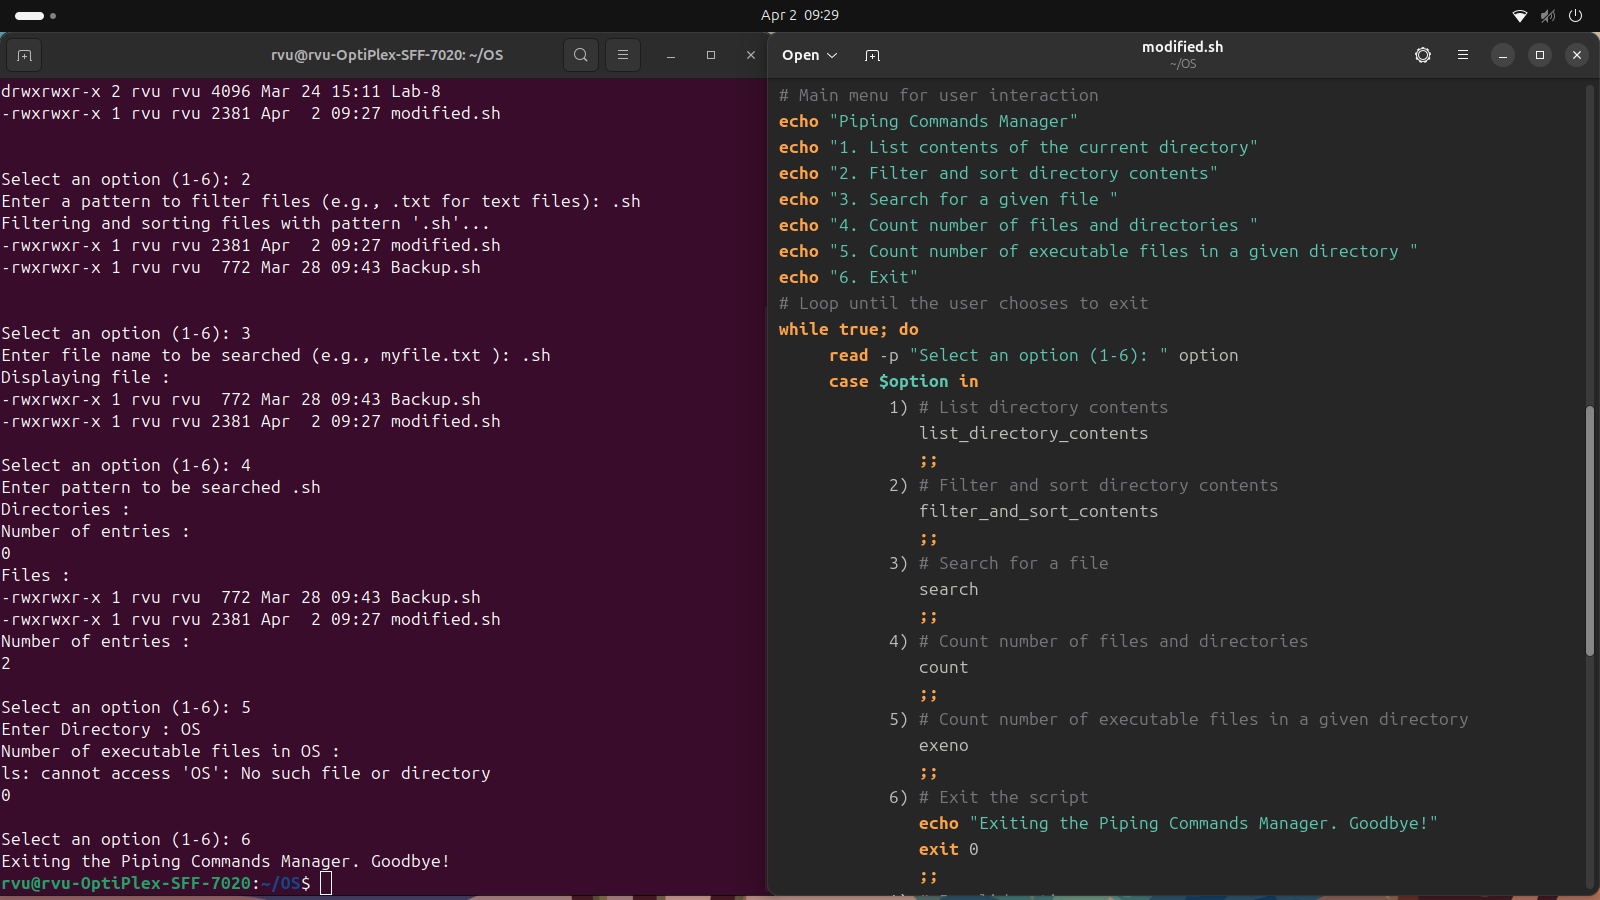 Apr 2 09:29
rvu@rvu-OptiPlex-SFF-7020: ~/OS
drwxrwxr-x 2 rvu rvu 4096 Mar 24 15:11 Lab-8
-rwxrwxr-x 1 rvu rvu 2381 Apr  2 09:27 modified.sh
Select an option (1-6): 2
Enter a pattern to filter files (e.g., .txt for text files): .sh
Filtering and sorting files with pattern '.sh'...
-rwxrwxr-x 1 rvu rvu 2381 Apr  2 09:27 modified.sh
-rwxrwxr-x 1 rvu rvu  772 Mar 28 09:43 Backup.sh
Select an option (1-6): 3
Enter file name to be searched (e.g., myfile.txt ): .sh
Displaying file :
-rwxrwxr-x 1 rvu rvu  772 Mar 28 09:43 Backup.sh
-rwxrwxr-x 1 rvu rvu 2381 Apr  2 09:27 modified.sh
Select an option (1-6): 4
Enter pattern to be searched .sh
Directories :
Number of entries :
0
Files :
-rwxrwxr-x 1 rvu rvu  772 Mar 28 09:43 Backup.sh
-rwxrwxr-x 1 rvu rvu 2381 Apr  2 09:27 modified.sh
Number of entries :
2
Select an option (1-6): 5
Enter Directory : OS
Number of executable files in OS :
ls: cannot access 'OS': No such file or directory
0
Select an option (1-6): 6
Exiting the Piping Commands Manager. Goodbye!
rvu@rvu-OptiPlex-SFF-7020:~/OS$
Open
modified.sh
~/OS
# Main menu for user interaction
echo "Piping Commands Manager"
echo "1. List contents of the current directory"
echo "2. Filter and sort directory contents"
echo "3. Search for a given file "
echo "4. Count number of files and directories "
echo "5. Count number of executable files in a given directory "
echo "6. Exit"
# Loop until the user chooses to exit
while true; do
read -p "Select an option (1-6): " option
case $option in
1) # List directory contents
list_directory_contents
;;
2) # Filter and sort directory contents
filter_and_sort_contents
;;
3) # Search for a file
search
;;
4) # Count number of files and directories
count
;;
5) # Count number of executable files in a given directory
exeno
;;
6) # Exit the script
echo "Exiting the Piping Commands Manager. Goodbye!"
exit 0
;;